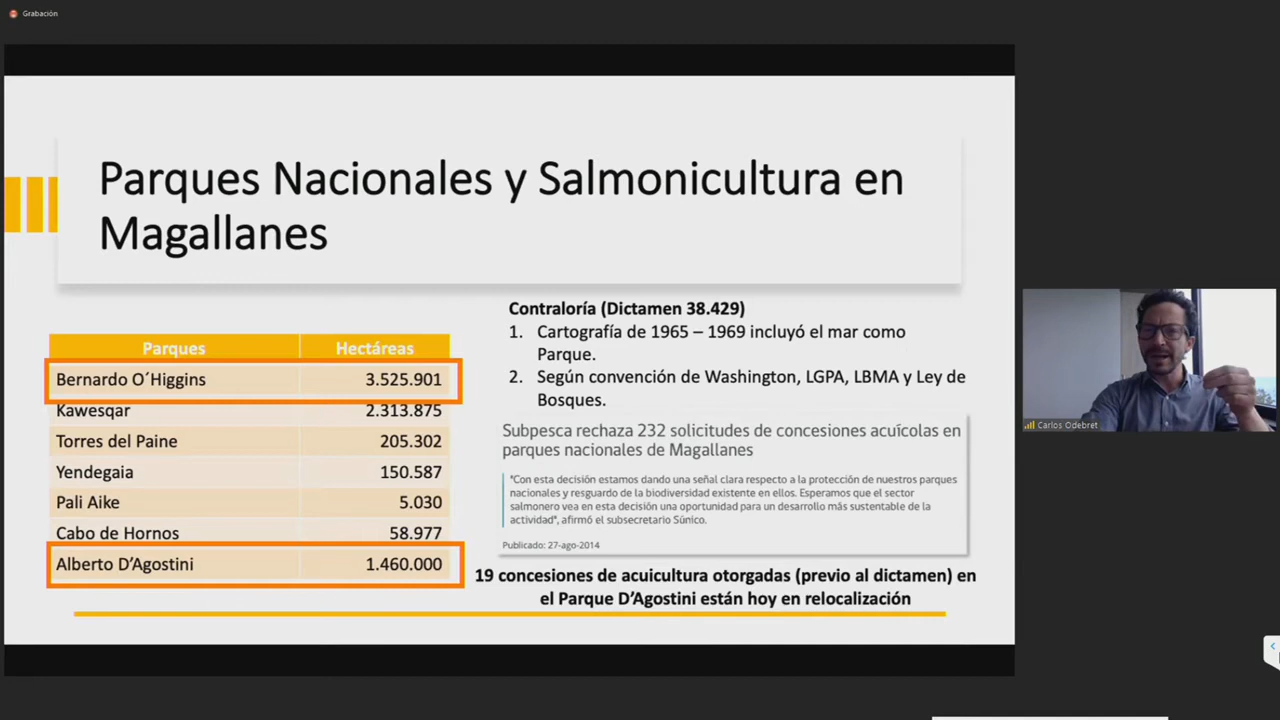 Grabación
Parques Nacionales y Salmonicultura en
Magallanes
Parques Hectáreas
Bernardo O´Higgins 3.525.901
Kawesqar 2.313.875
Torres del Paine 205.302
Yendegaia 150.587
Pali Aike 5.030
Cabo de Hornos 58.977
Alberto D’Agostini 1.460.000
Contraloría (Dictamen 38.429)
1. Cartografía de 1965 – 1969 incluyó el mar como
Parque.
2. Según convención de Washington, LGPA, LBMA y Ley de
Bosques.
Subpesca rechaza 232 solicitudes de concesiones acuícolas en
parques nacionales de Magallanes
"Con esta decisión estamos dando una señal clara respecto a la protección de nuestros parques
nacionales y resguardo de la biodiversidad existente en ellos. Esperamos que el sector
salmonero vea en esta decisión una oportunidad para un desarrollo más sustentable de la
actividad", afirmó el subsecretario Súnico.
Publicado: 27-ago-2014
19 concesiones de acuicultura otorgadas (previo al dictamen) en
el Parque D’Agostini están hoy en relocalización
Carlos Odebret